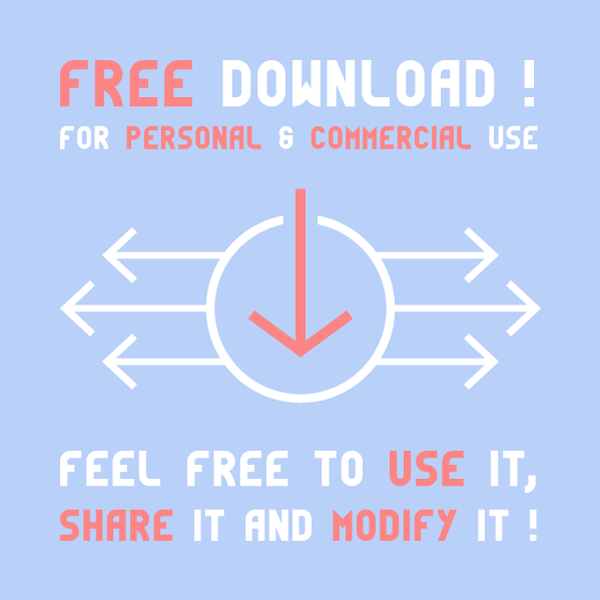 FREE DOWNLOAD !
FOR PERSONAL & COMMERCIAL USE
FEEL FREE TO USE IT,
SHARE IT AND MODIFY IT !